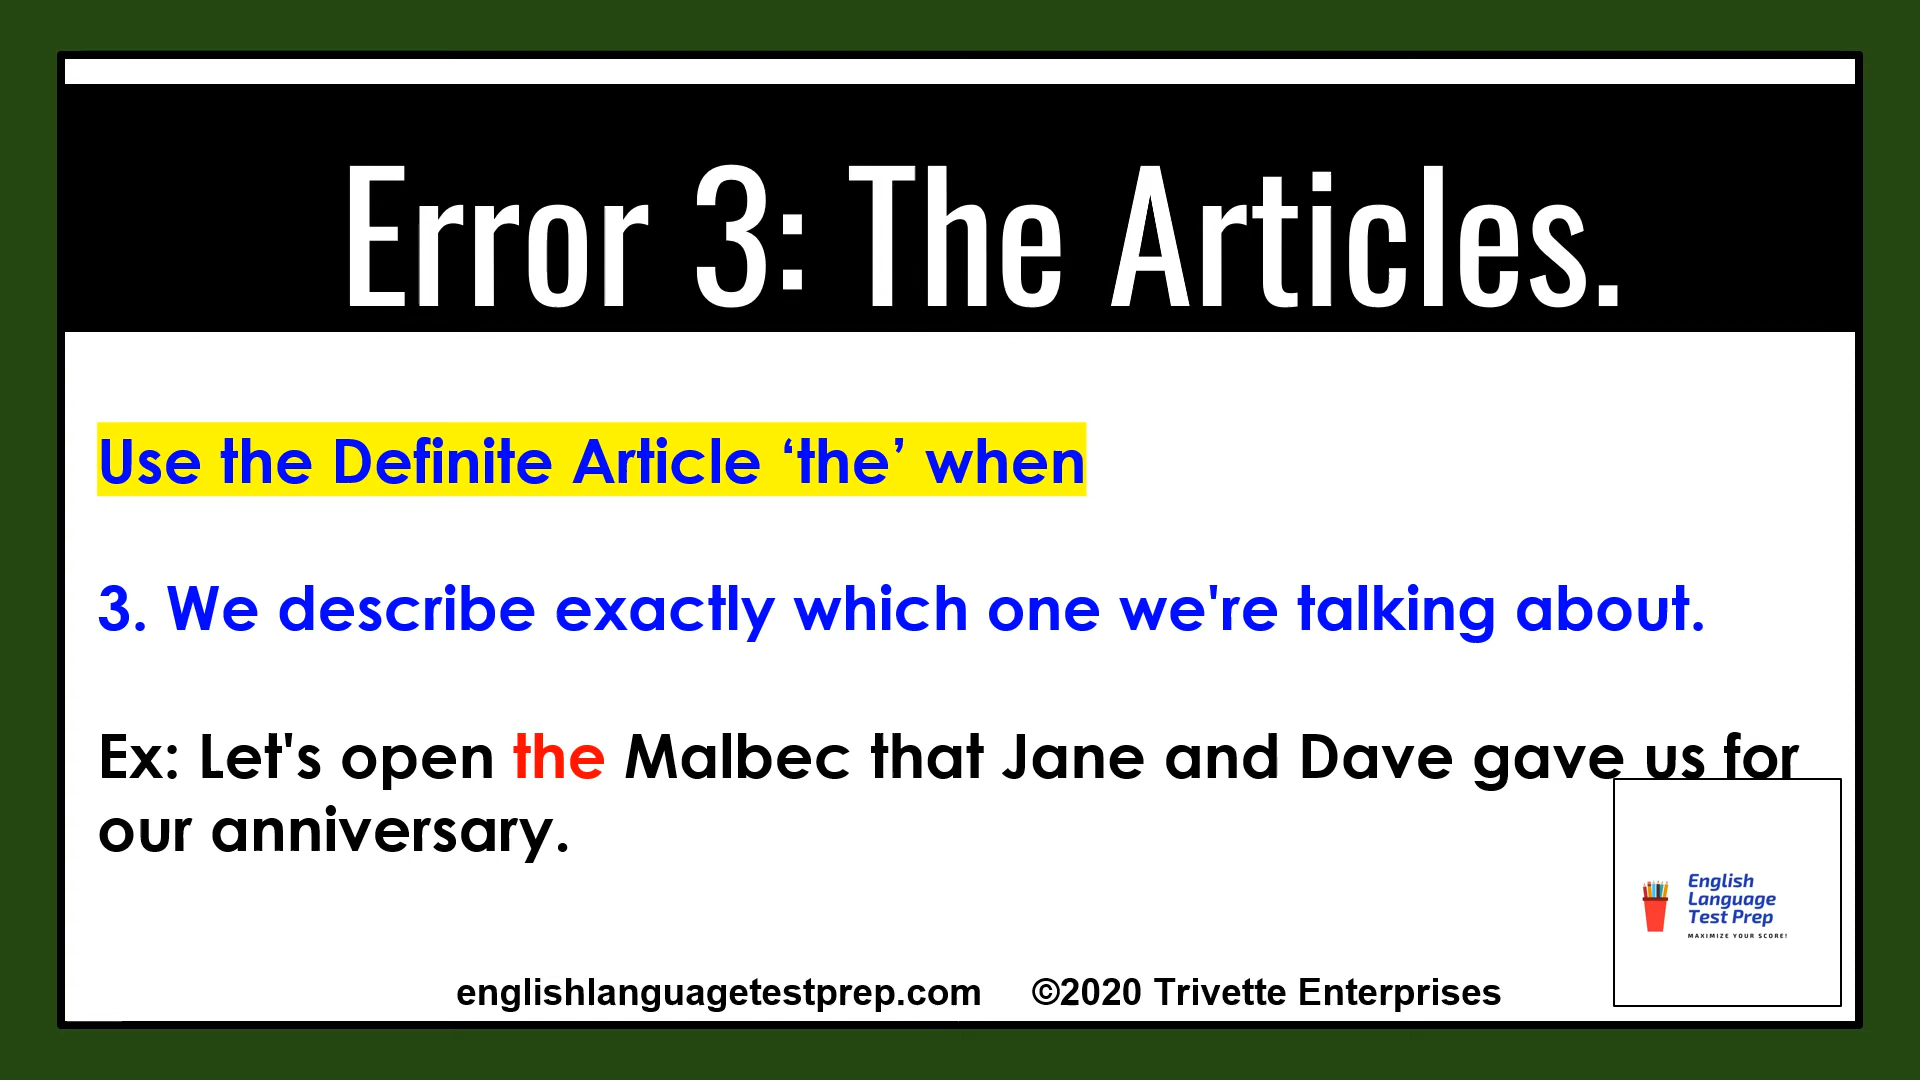 Error 3: The Articles.
Use the Definite Article ‘the’ when
3. We describe exactly which one we're talking about.
Ex: Let's open the Malbec that Jane and Dave gave us for
our anniversary.
English
Language
Test Prep
MAXIMIZE YOUR SCORE!
englishlanguagetestprep.com ©2020 Trivette Enterprises